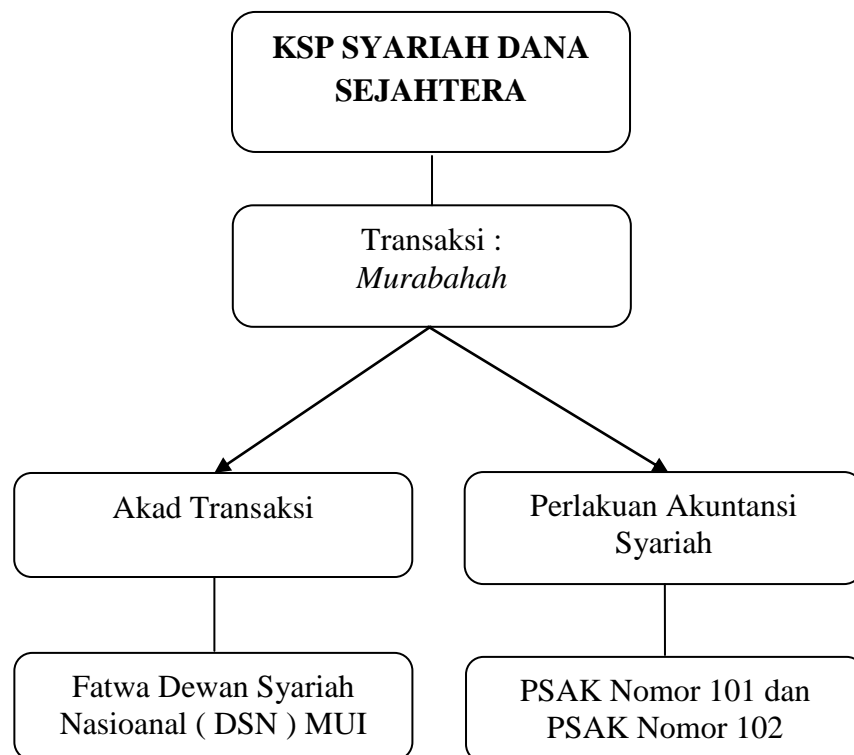 KSP SYARIAH DANA
SEJAHTERA
Transaksi :
Murabahah
Akad Transaksi
Perlakuan Akuntansi
Syariah
Fatwa Dewan Syariah
Nasioanal ( DSN ) MUI
PSAK Nomor 101 dan
PSAK Nomor 102